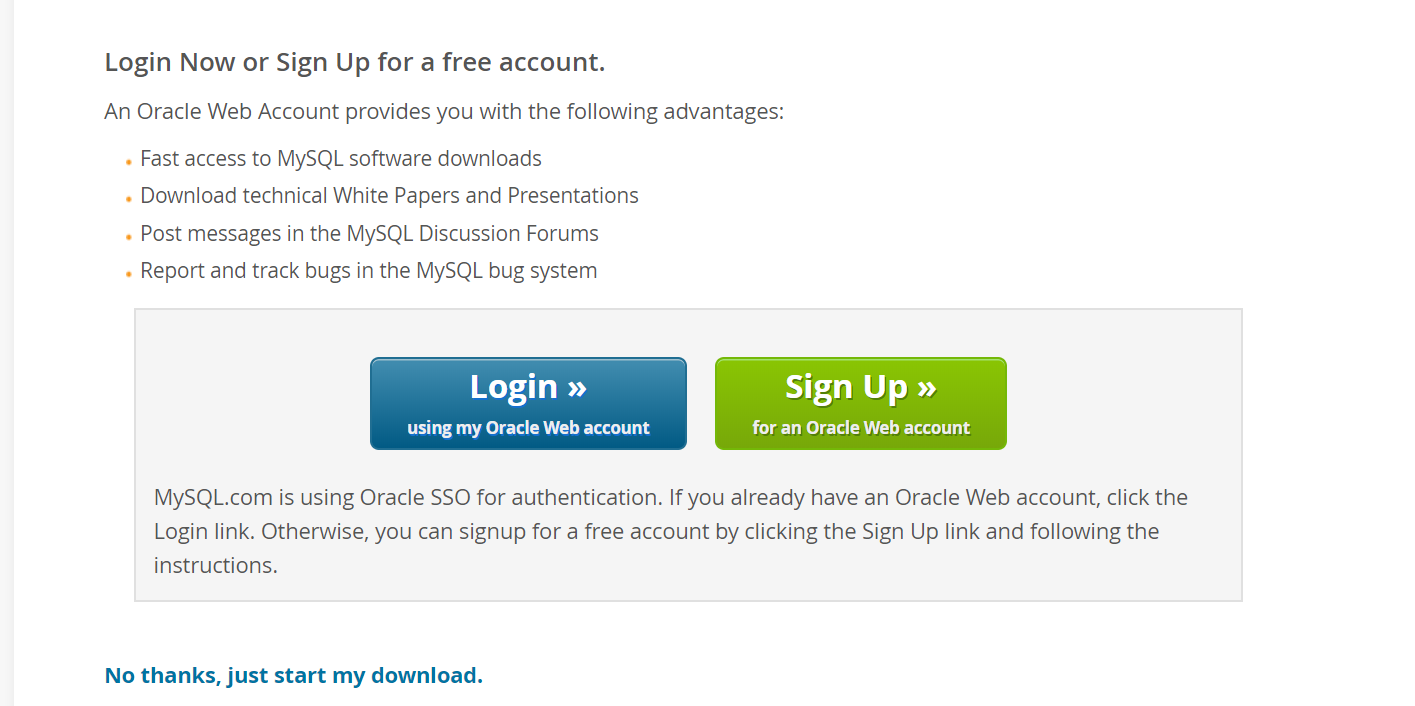 Login Now or Sign Up for a free account.
An Oracle Web Account provides you with the following advantages:
Fast access to MySQL software downloads
Download technical White Papers and Presentations
Post messages in the MySQL Discussion Forums
Report and track bugs in the MySQL bug system
Login »
using my Oracle Web account
Sign Up »
for an Oracle Web account
MySQL.com is using Oracle SSO for authentication. If you already have an Oracle Web account, click the
Login link. Otherwise, you can signup for a free account by clicking the Sign Up link and following the
instructions.
No thanks, just start my download.